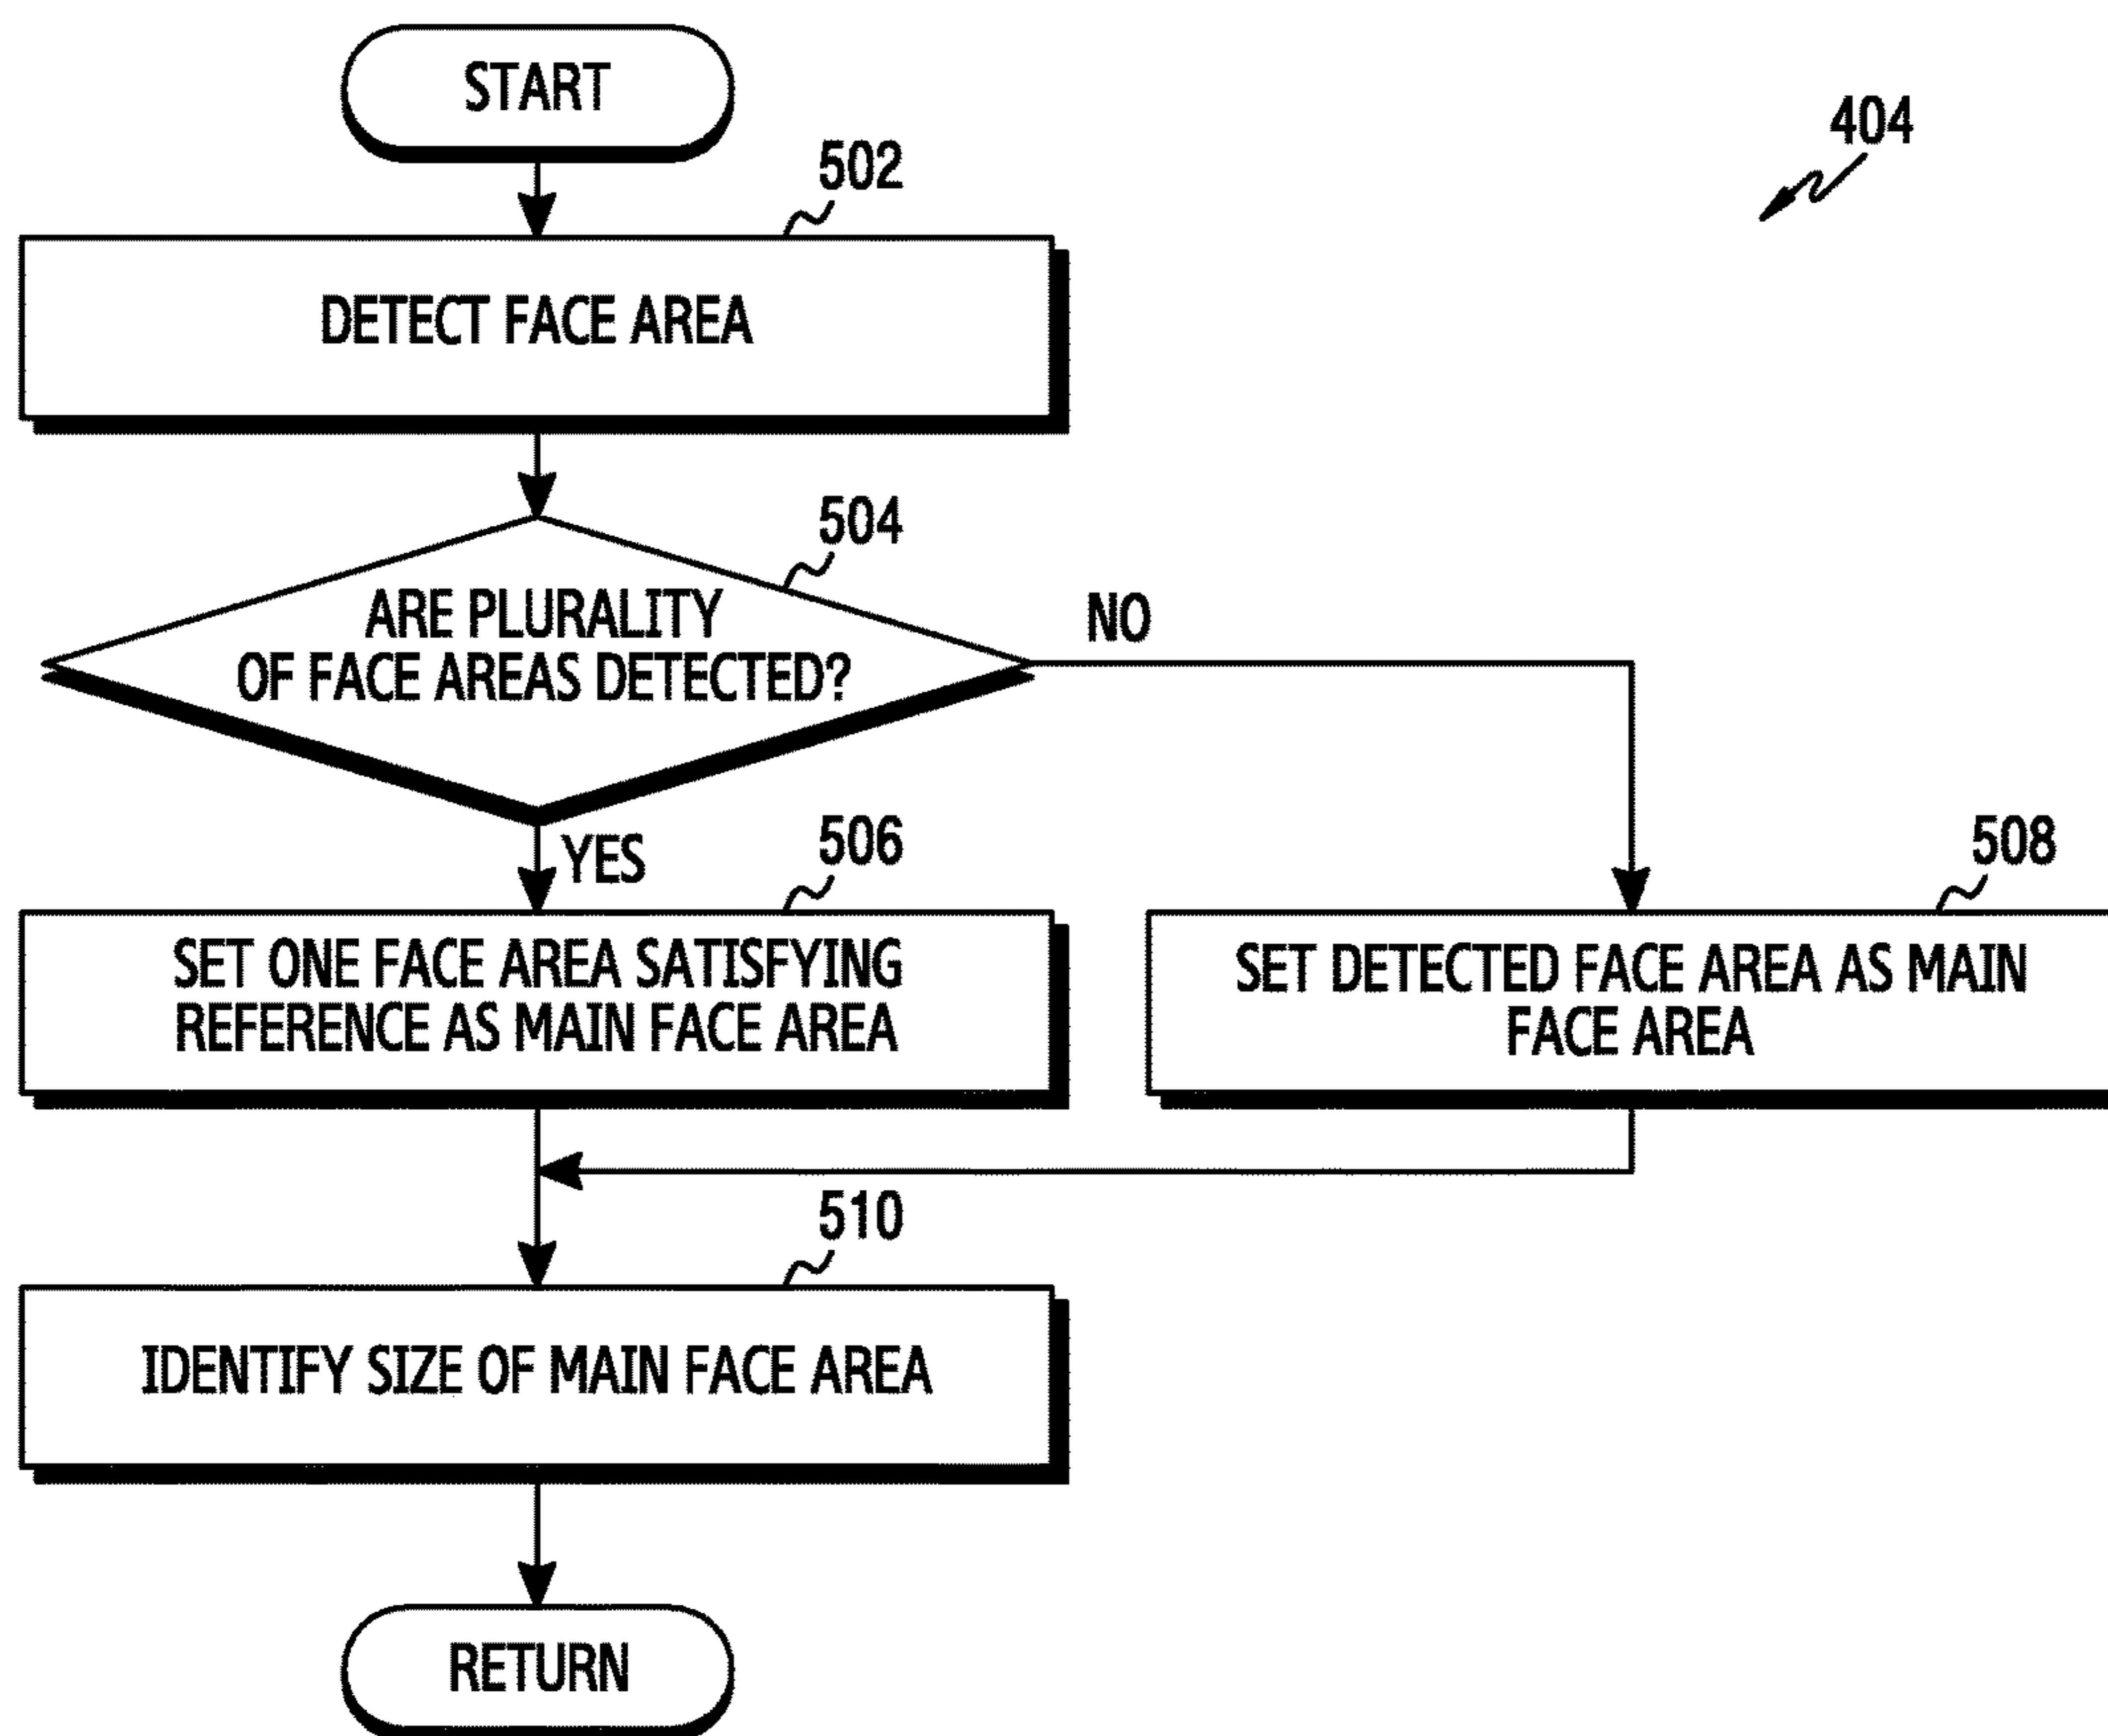 START
404
502
DETECT FACE AREA
504
ARE PLURALITY
OF FACE AREAS DETECTED?
NO
YES
506
SET ONE FACE AREA SATISFYING
REFERENCE AS MAIN FACE AREA
508
SET DETECTED FACE AREA AS MAIN
FACE AREA
510
IDENTIFY SIZE OF MAIN FACE AREA
RETURN